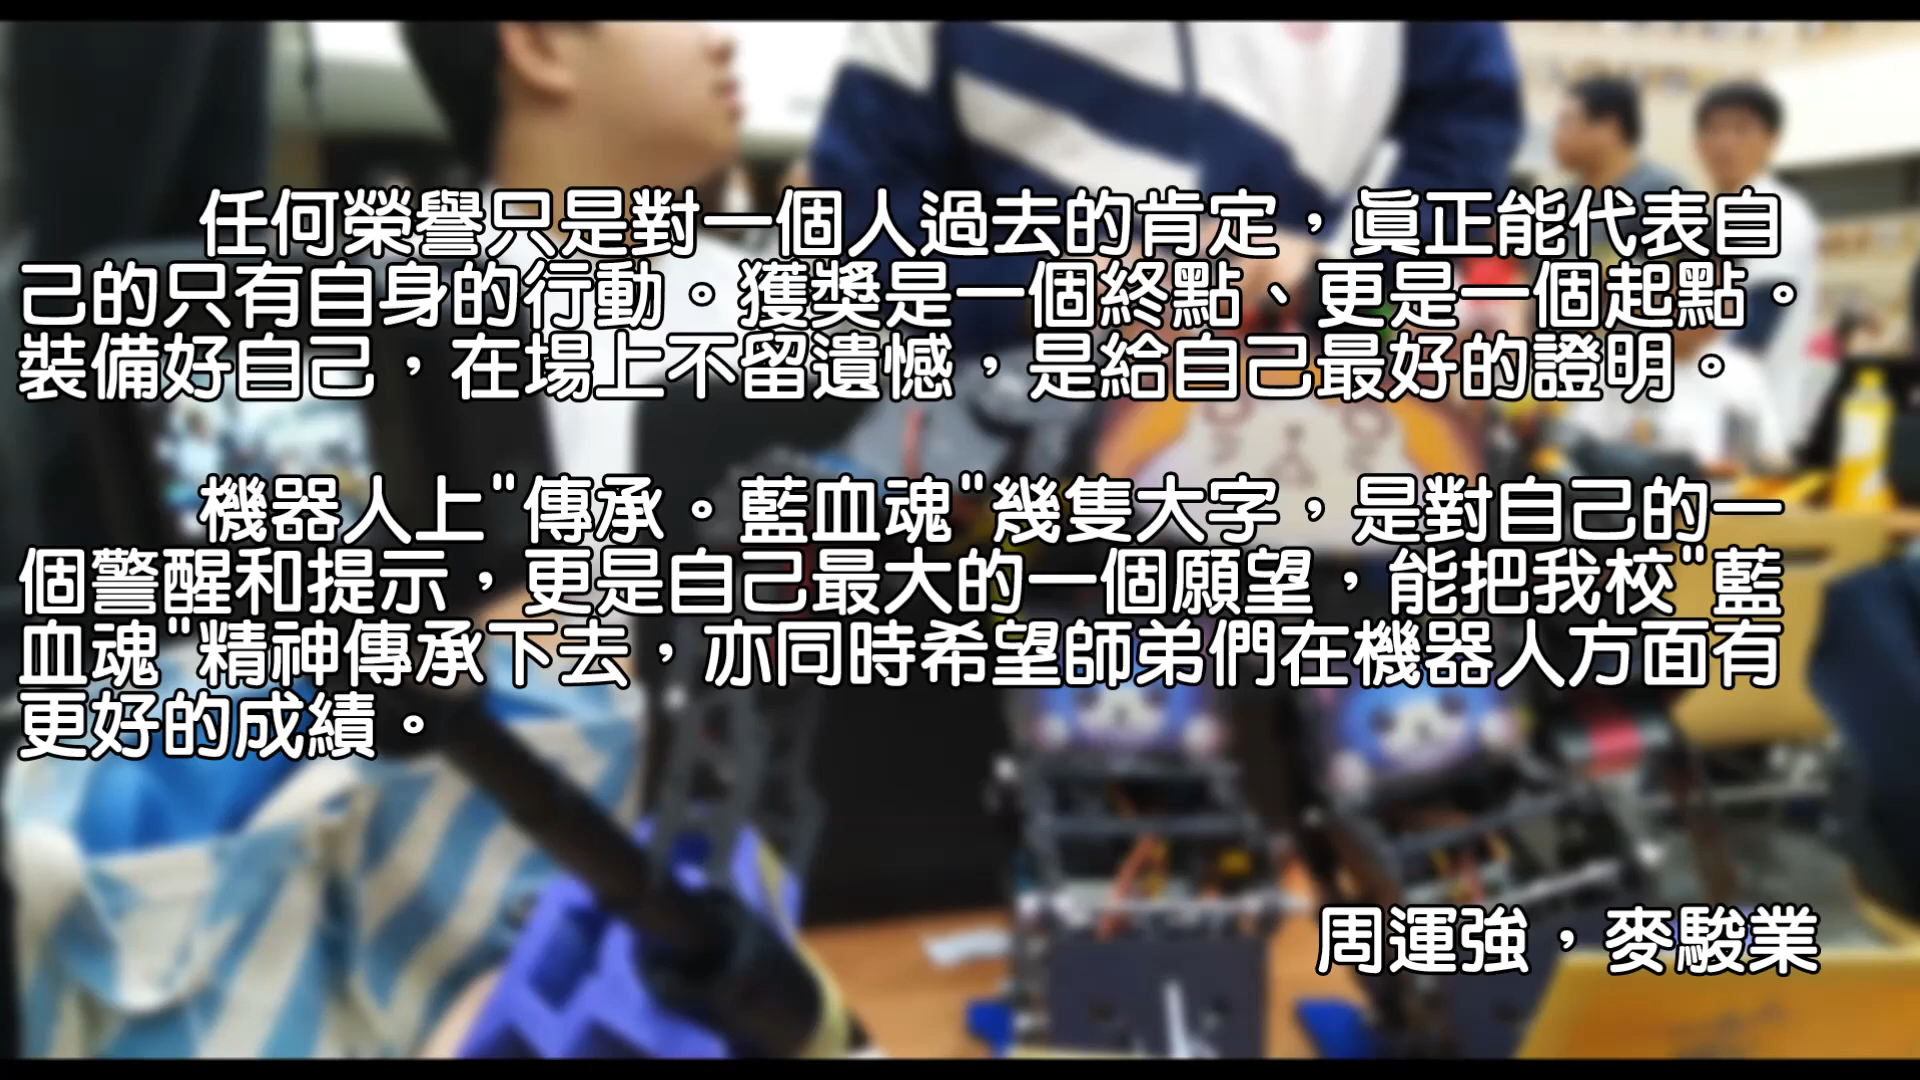 任何榮譽只是對一個人過去的肯定，眞正能代表自
己的只有自身的行動。獲獎是一個終點、更是一個起點。
裝備好自己，在場上不留遺憾，是給自己最好的證明。
機器人上"傳承。藍血魂"幾隻大字，是對自己的一
個警醒和提示，更是自己最大的一個願望，能把我校"藍
血魂"精神傳承下去，亦同時希望師弟們在機器人方面有
更好的成績。
周運強，麥駿業